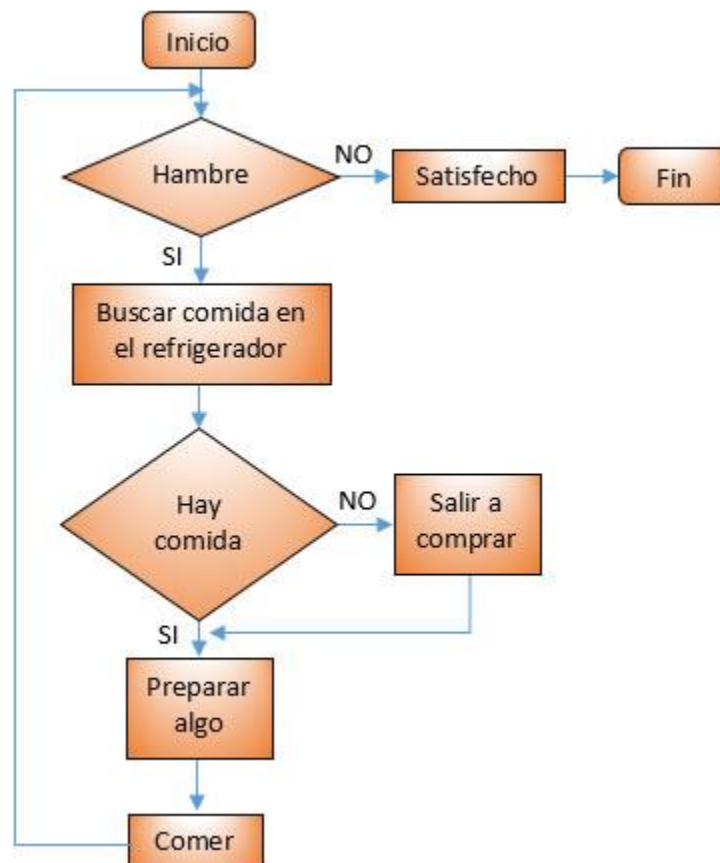 Inicio
Hambre
NO
Satisfecho
Fin
SI
Buscar comida en
el refrigerador
Hay
comida
NO
Salir a
comprar
SI
Preparar
algo
Comer